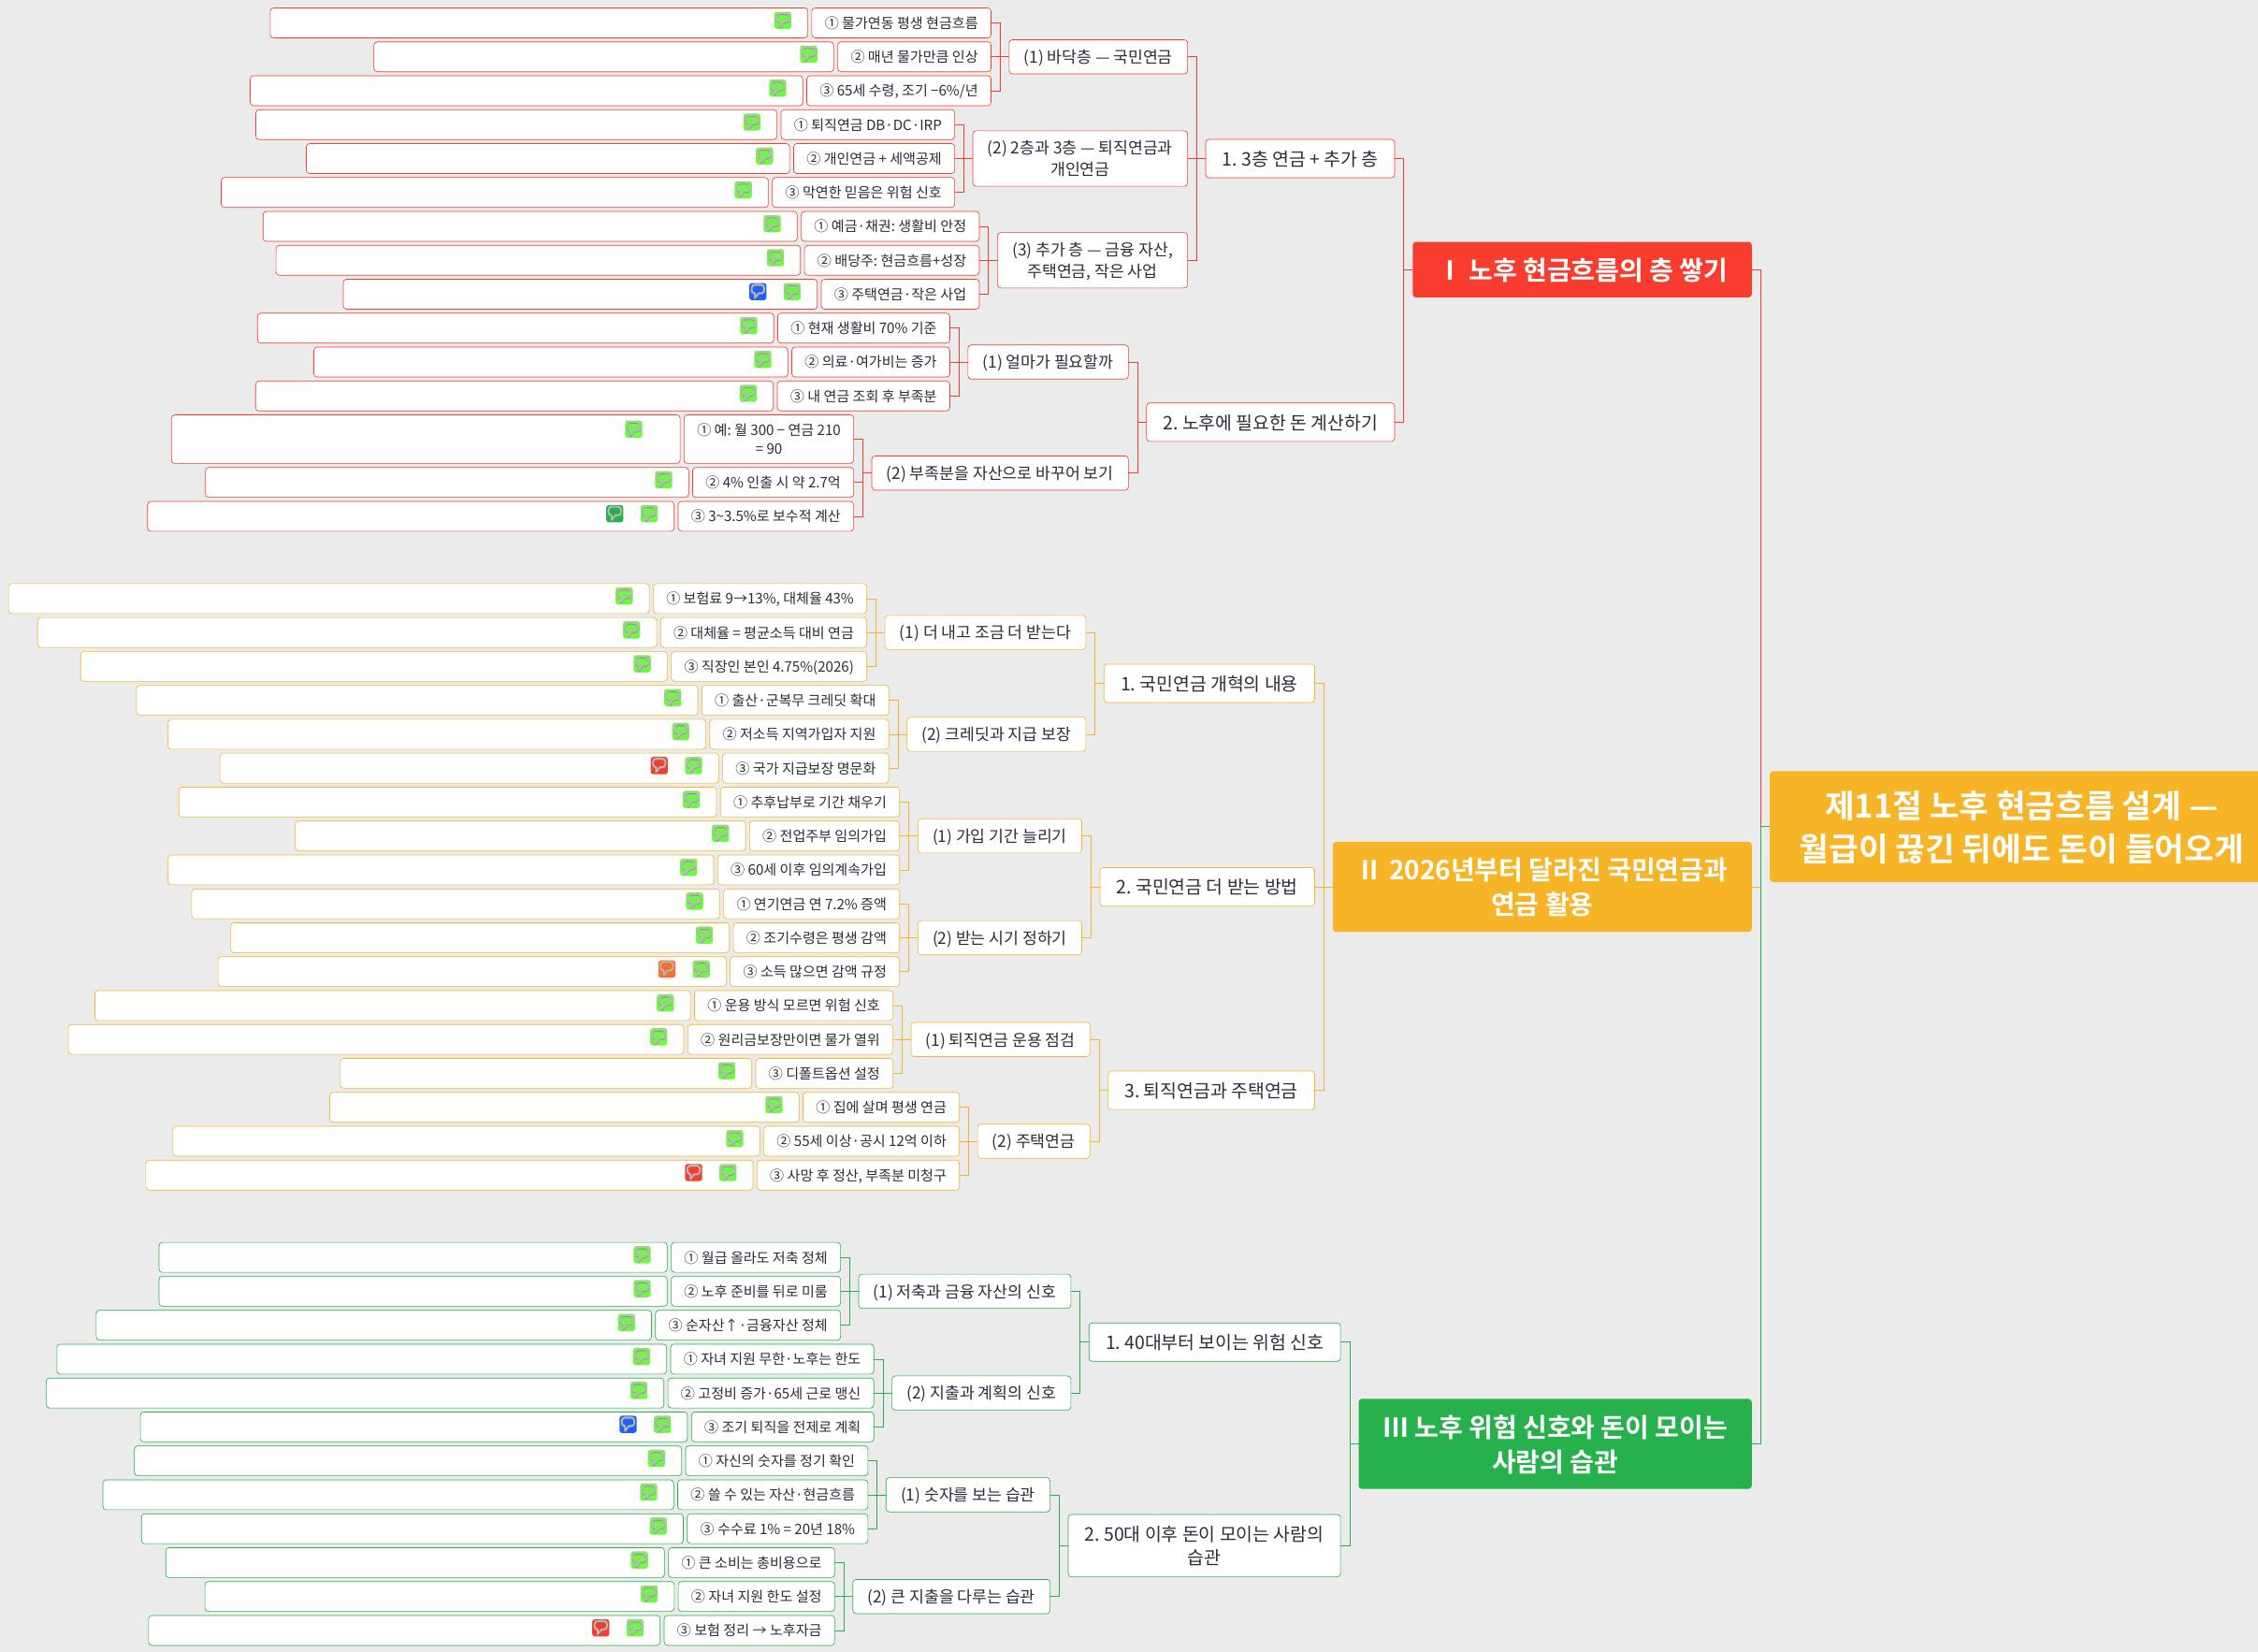 제11절 노후 현금흐름 설계 —
월급이 끊긴 뒤에도 돈이 들어오게
Ⅰ 노후 현금흐름의 층 쌓기
1. 3층 연금 + 추가 층
(1) 바닥층 — 국민연금
① 물가연동 평생 현금흐름
② 매년 물가만큼 인상
③ 65세 수령, 조기 −6%/년
(2) 2층과 3층 — 퇴직연금과
개인연금
① 퇴직연금 DB·DC·IRP
② 개인연금 + 세액공제
③ 막연한 믿음은 위험 신호
(3) 추가 층 — 금융 자산,
주택연금, 작은 사업
① 예금·채권: 생활비 안정
② 배당주: 현금흐름+성장
③ 주택연금·작은 사업
2. 노후에 필요한 돈 계산하기
(1) 얼마가 필요할까
① 현재 생활비 70% 기준
② 의료·여가비는 증가
③ 내 연금 조회 후 부족분
(2) 부족분을 자산으로 바꾸어 보기
① 예: 월 300 − 연금 210
= 90
② 4% 인출 시 약 2.7억
③ 3~3.5%로 보수적 계산
Ⅱ 2026년부터 달라진 국민연금과
연금 활용
1. 국민연금 개혁의 내용
(1) 더 내고 조금 더 받는다
① 보험료 9→13%, 대체율 43%
② 대체율 = 평균소득 대비 연금
③ 직장인 본인 4.75%(2026)
(2) 크레딧과 지급 보장
① 출산·군복무 크레딧 확대
② 저소득 지역가입자 지원
③ 국가 지급보장 명문화
2. 국민연금 더 받는 방법
(1) 가입 기간 늘리기
① 추후납부로 기간 채우기
② 전업주부 임의가입
③ 60세 이후 임의계속가입
(2) 받는 시기 정하기
① 연기연금 연 7.2% 증액
② 조기수령은 평생 감액
③ 소득 많으면 감액 규정
3. 퇴직연금과 주택연금
(1) 퇴직연금 운용 점검
① 운용 방식 모르면 위험 신호
② 원리금보장만이면 물가 열위
③ 디폴트옵션 설정
(2) 주택연금
① 집에 살며 평생 연금
② 55세 이상·공시 12억 이하
③ 사망 후 정산, 부족분 미청구
Ⅲ 노후 위험 신호와 돈이 모이는
사람의 습관
1. 40대부터 보이는 위험 신호
(1) 저축과 금융 자산의 신호
① 월급 올라도 저축 정체
② 노후 준비를 뒤로 미룸
③ 순자산↑·금융자산 정체
(2) 지출과 계획의 신호
① 자녀 지원 무한·노후는 한도
② 고정비 증가·65세 근로 맹신
③ 조기 퇴직을 전제로 계획
2. 50대 이후 돈이 모이는 사람의
습관
(1) 숫자를 보는 습관
① 자신의 숫자를 정기 확인
② 쓸 수 있는 자산·현금흐름
③ 수수료 1% = 20년 18%
(2) 큰 지출을 다루는 습관
① 큰 소비는 총비용으로
② 자녀 지원 한도 설정
③ 보험 정리 → 노후자금